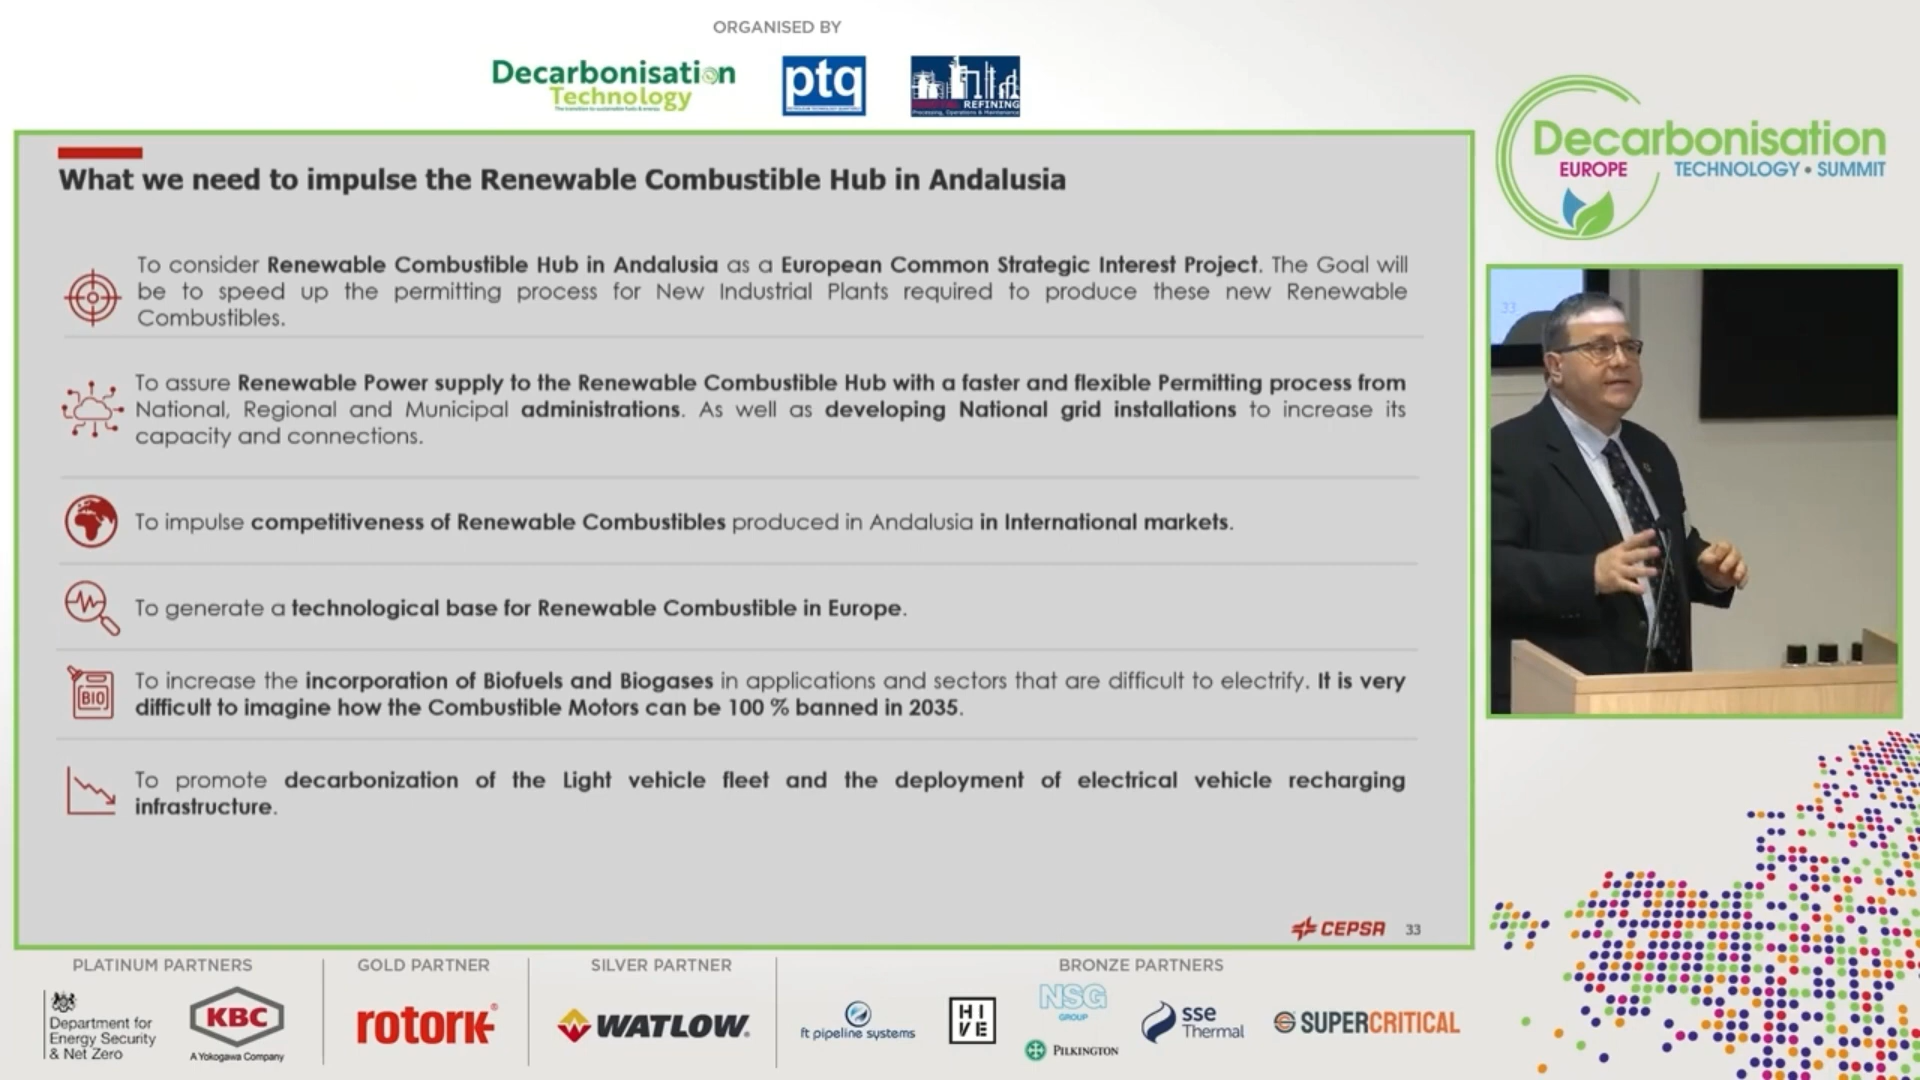 ORGANISED BY
Decarbonisation
Technology
ptq
REFINING
What we need to impulse the Renewable Combustible Hub in Andalusia
To consider Renewable Combustible Hub in Andalusia as a European Common Strategic Interest Project. The Goal will
be to speed up the permitting process for New Industrial Plants required to produce these new Renewable
Combustibles.
To assure Renewable Power supply to the Renewable Combustible Hub with a faster and flexible Permitting process from
National, Regional and Municipal administrations. As well as developing National grid installations to increase its
capacity and connections.
To impulse competitiveness of Renewable Combustibles produced in Andalusia in International markets.
To generate a technological base for Renewable Combustible in Europe.
BIO
To increase the incorporation of Biofuels and Biogases in applications and sectors that are difficult to electrify. It is very
difficult to imagine how the Combustible Motors can be 100 % banned in 2035.
To promote decarbonization of the Light vehicle fleet and the deployment of electrical vehicle recharging
infrastructure.
CEPSA 33
Decarbonisation
EUROPE TECHNOLOGY • SUMMIT
33
PLATINUM PARTNERS
Department for
Energy Security
& Net Zero
KBC
A Yokogawa Company
GOLD PARTNER
rotork®
SILVER PARTNER
WATLOW.
BRONZE PARTNERS
ft pipeline systems
HI
VE
NSG
GROUP
PILKINGTON
sse
Thermal
SUPERCRITICAL